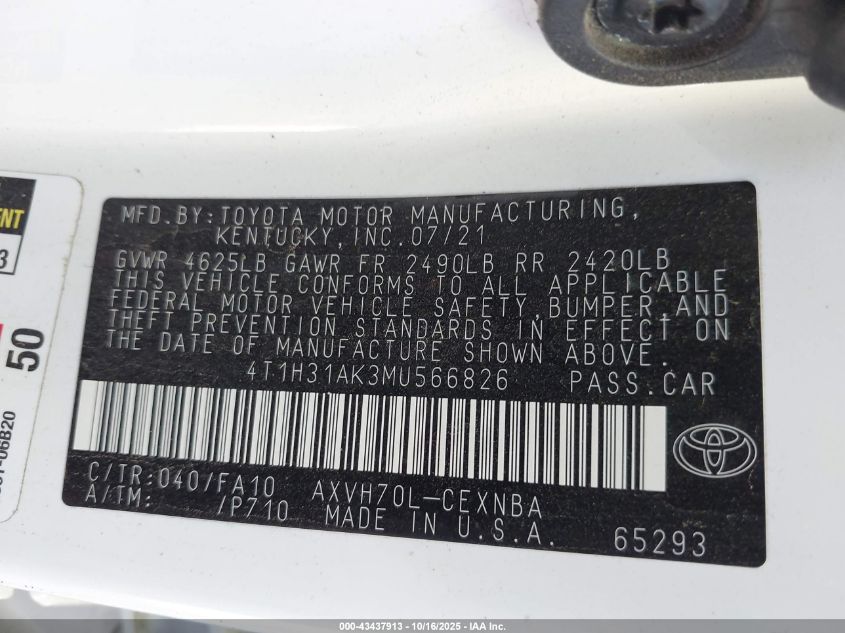 MFD.BY:TOYOTA MOTOR MANUFACTURING,
KENTUCKY,INC.07/21
GVWR 4625LB GAWR FR 2490LB RR 2420LB
THIS VEHICLE CONFORMS TO ALL APPLICABLE
FEDERAL MOTOR VEHICLE SAFETY,BUMPER,AND
THEFT PREVENTION STANDARDS IN EFFECT ON
THE DATE OF MANUFACTURE SHOWN ABOVE.
4T1H31AK3MU566826 PASS.CAR
C/TR:040/FA10 AXVH70L-CEXNBA
A/TM: /P710 MADE IN U.S.A. 65293
50
000-43437913 - 10/16/2025 - IAA Inc.